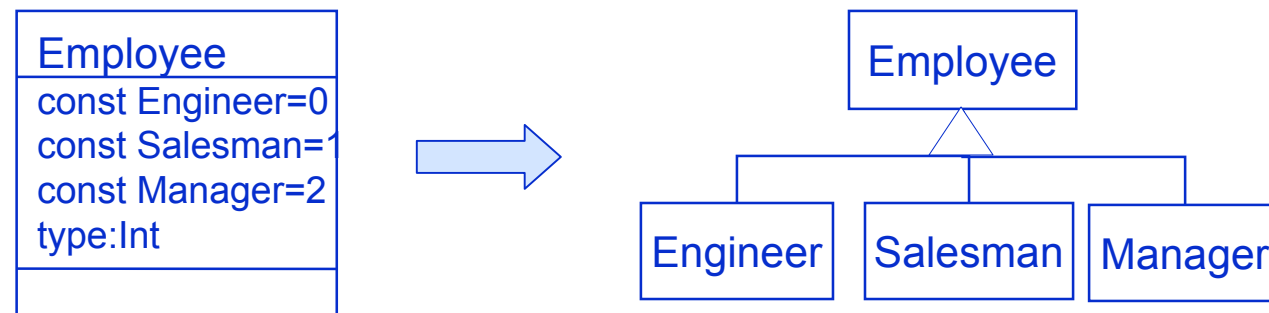 Employee
const Engineer=0
const Salesman=1
const Manager=2
type:Int
Employee
Engineer
Salesman
Manager